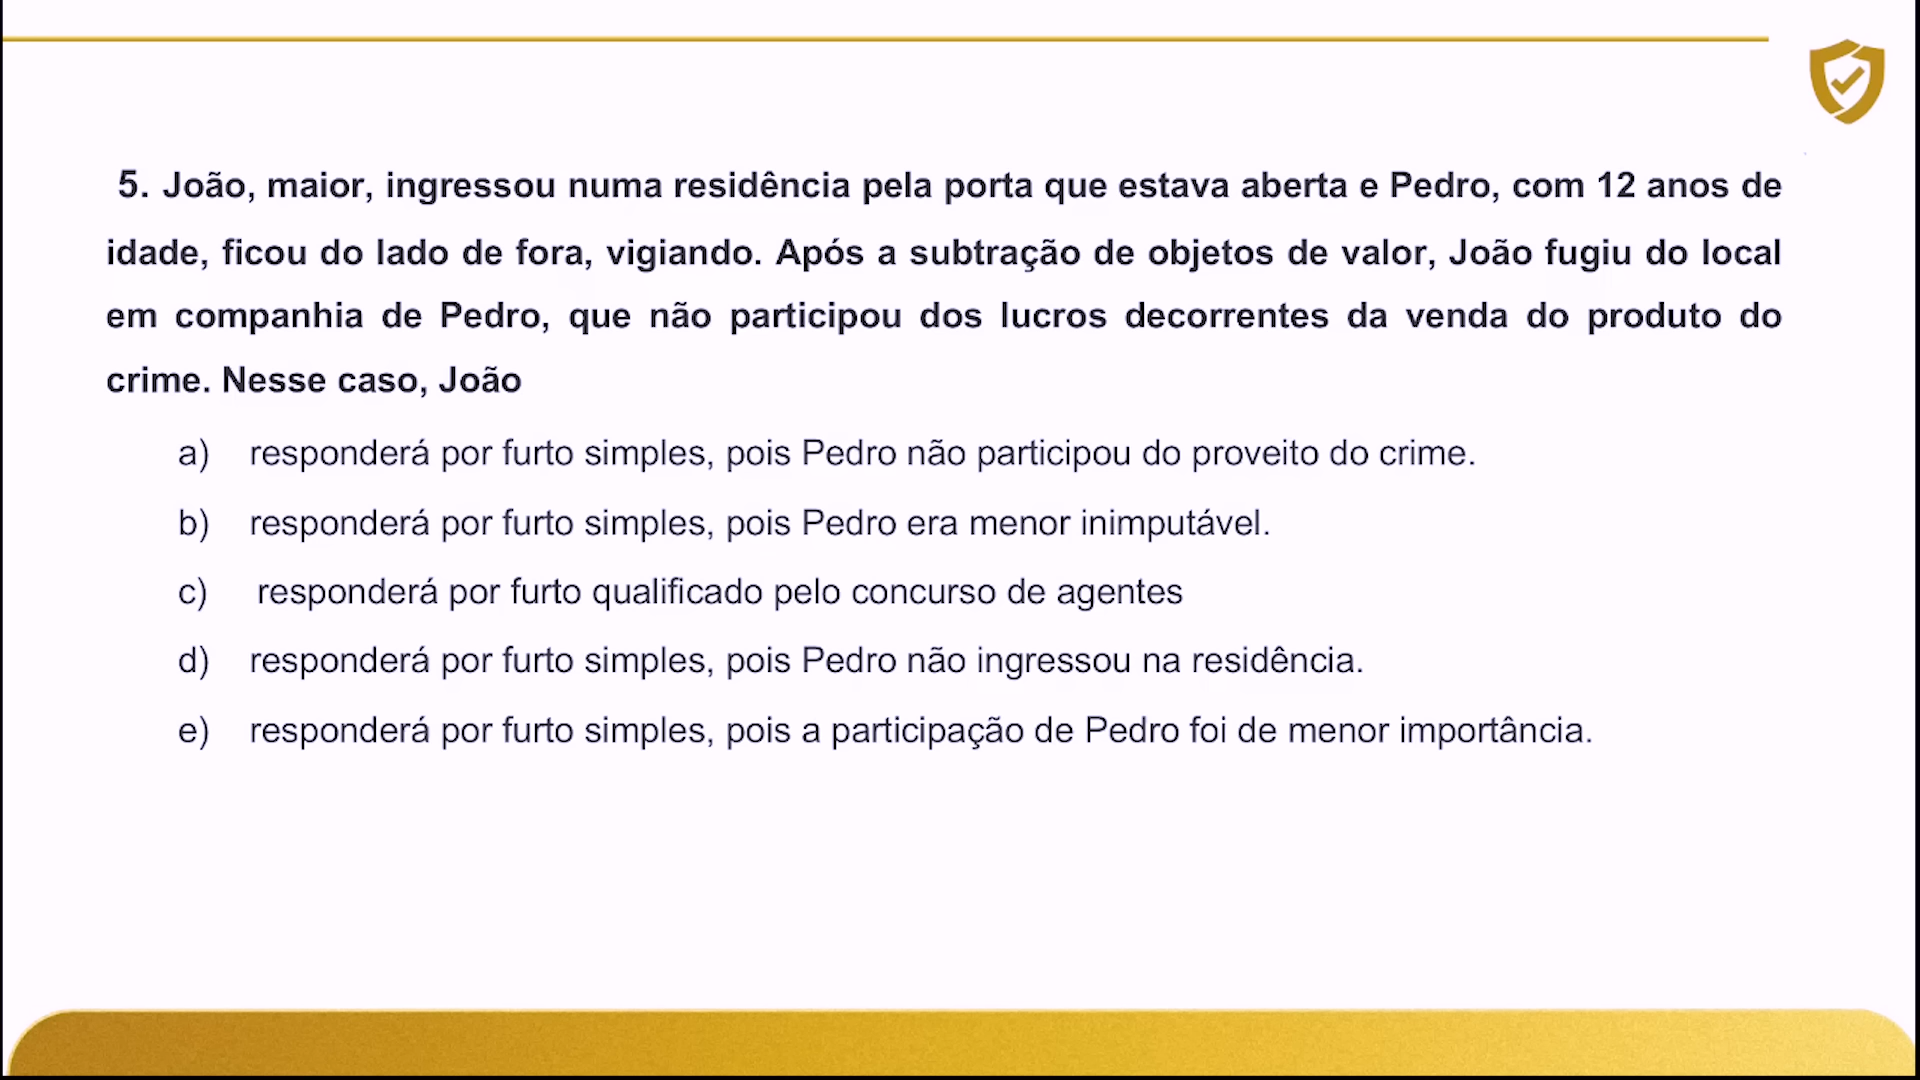 5. João, maior, ingressou numa residência pela porta que estava aberta e Pedro, com 12 anos de
idade, ficou do lado de fora, vigiando. Após a subtração de objetos de valor, João fugiu do local
em companhia de Pedro, que não participou dos lucros decorrentes da venda do produto do
crime. Nesse caso, João
a) responderá por furto simples, pois Pedro não participou do proveito do crime.
b) responderá por furto simples, pois Pedro era menor inimputável.
c) responderá por furto qualificado pelo concurso de agentes
d) responderá por furto simples, pois Pedro não ingressou na residência.
e) responderá por furto simples, pois a participação de Pedro foi de menor importância.